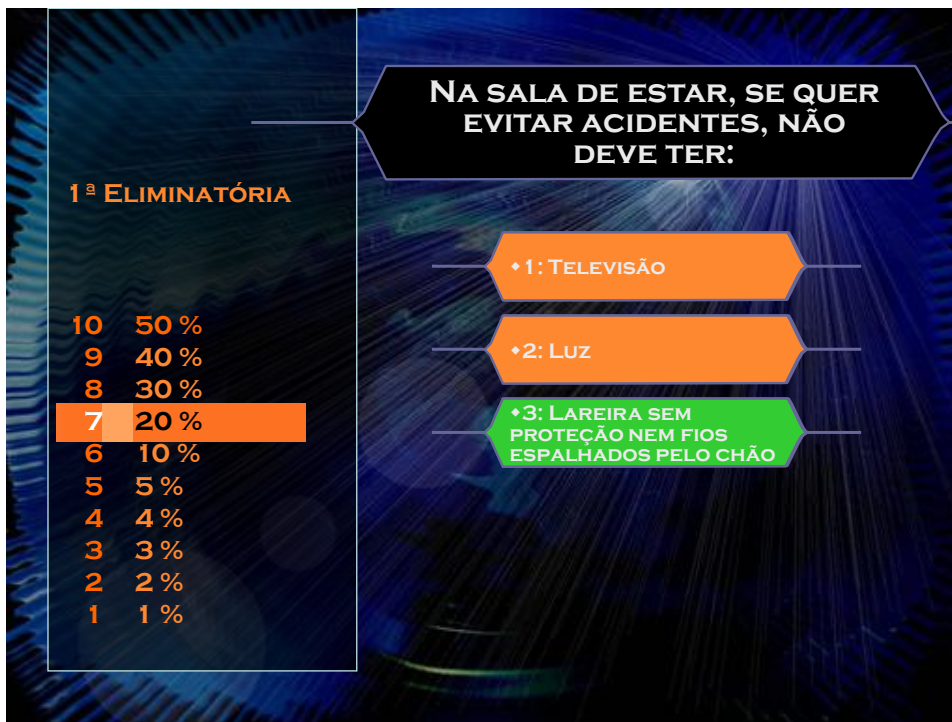 NA SALA DE ESTAR, SE QUER
EVITAR ACIDENTES, NÃO
DEVE TER:
1ª ELIMINATÓRIA
10 50 %
9 40 %
8 30 %
7 20 %
6 10 %
5 5 %
4 4 %
3 3 %
2 2 %
1 1 %
1: TELEVISÃO
2: LUZ
3: LAREIRA SEM
PROTEÇÃO NEM FIOS
ESPALHADOS PELO CHÃO